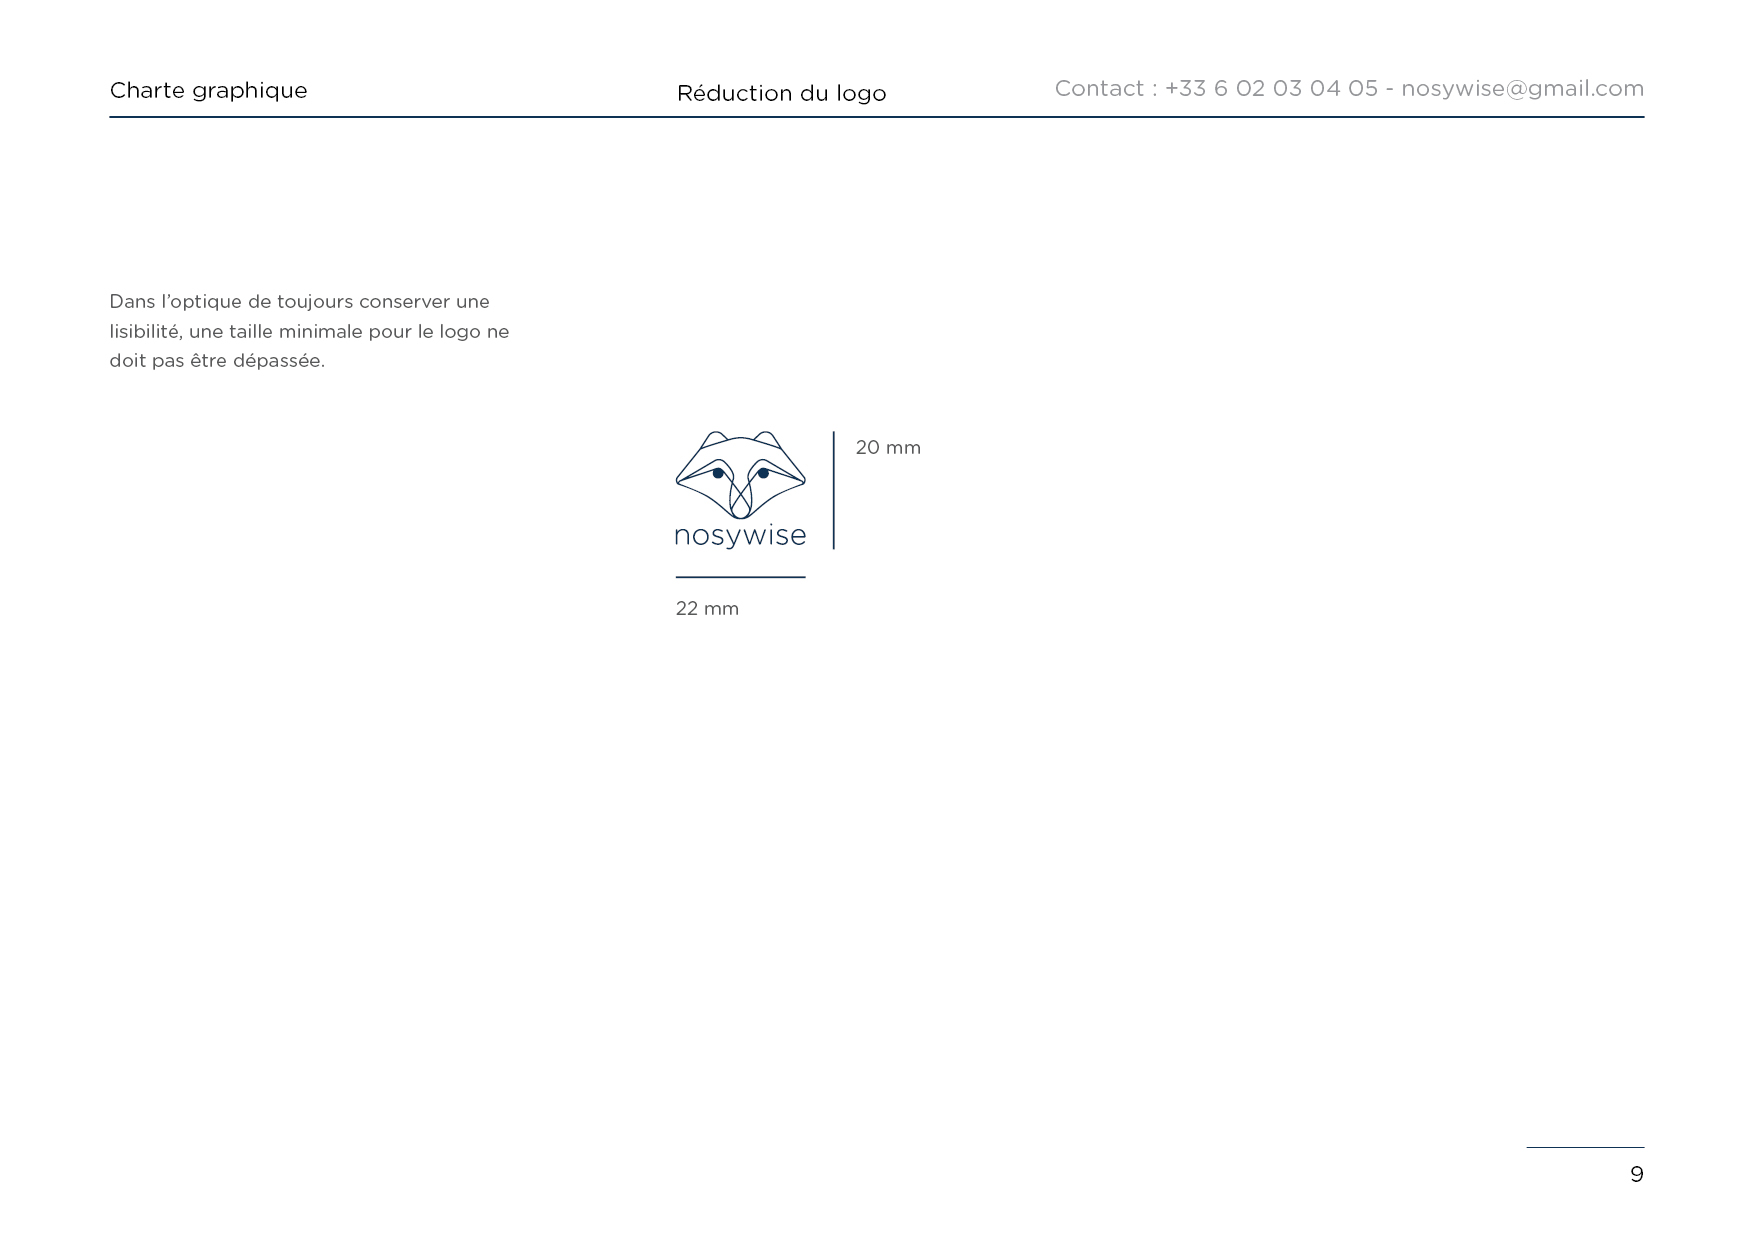 Charte graphique
Réduction du logo
Contact : +33 6 02 03 04 05 - nosywise@gmail.com
Dans l’optique de toujours conserver une
lisibilité, une taille minimale pour le logo ne
doit pas être dépassée.
20 mm
nosywise
22 mm
9